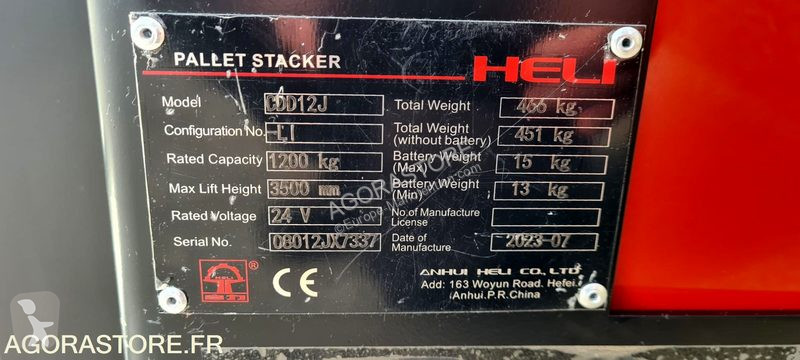 PALLET STACKER
HELI
Model CDD12J Total Weight 466 kg
Configuration No. -LI Total Weight (without battery) 451 kg
Rated Capacity 1200 kg Battery Weight (Max) 15 kg
Max Lift Height 3500 mm Battery Weight (Min) 13 kg
Rated Voltage 24 V No.of Manufacture License
Serial No. 08012JX7337 Date of Manufacture 2023-07
HELI ® CE
ANHUI HELI CO., LTD
Add: 163 Woyun Road. Hefei.
Anhui.P.R.China
AGORASTORE
AGORASTORE.FR